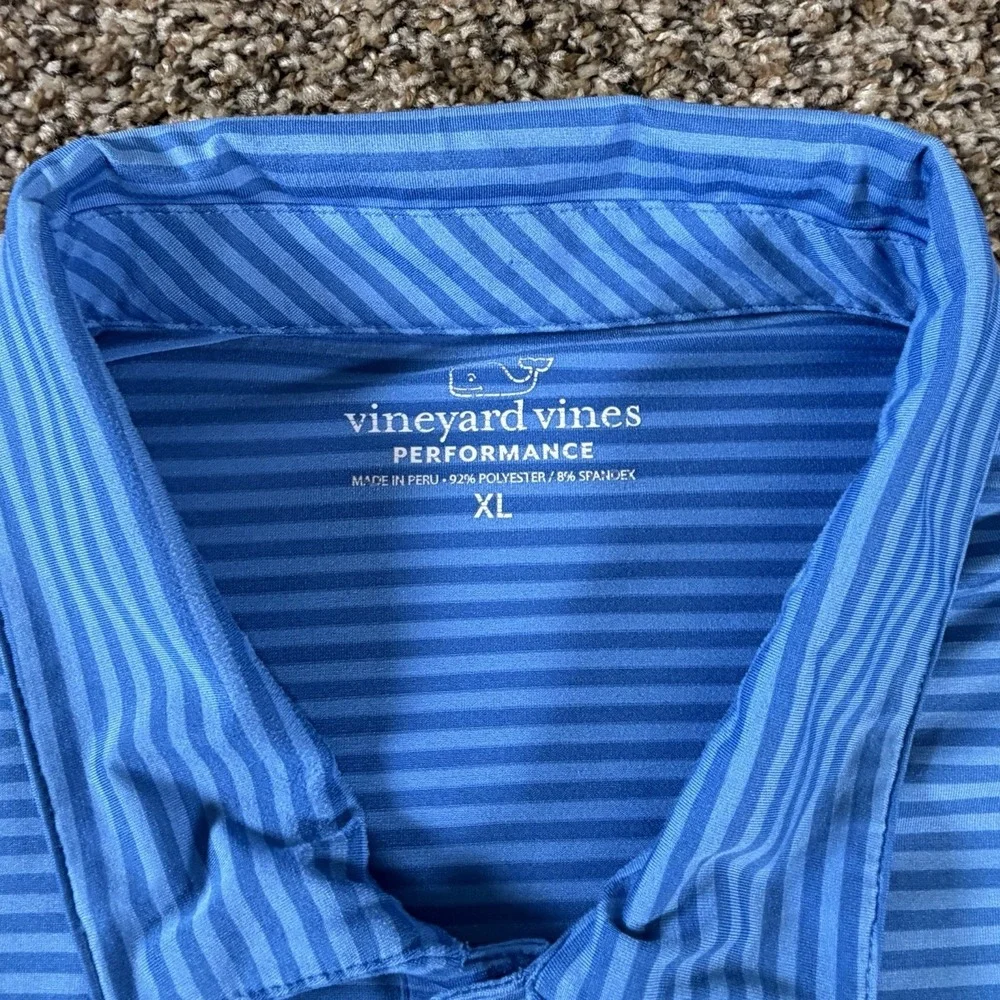 vineyard vines
PERFORMANCE
MADE IN PERU • 92% POLYESTER / 8% SPANDEX
XL